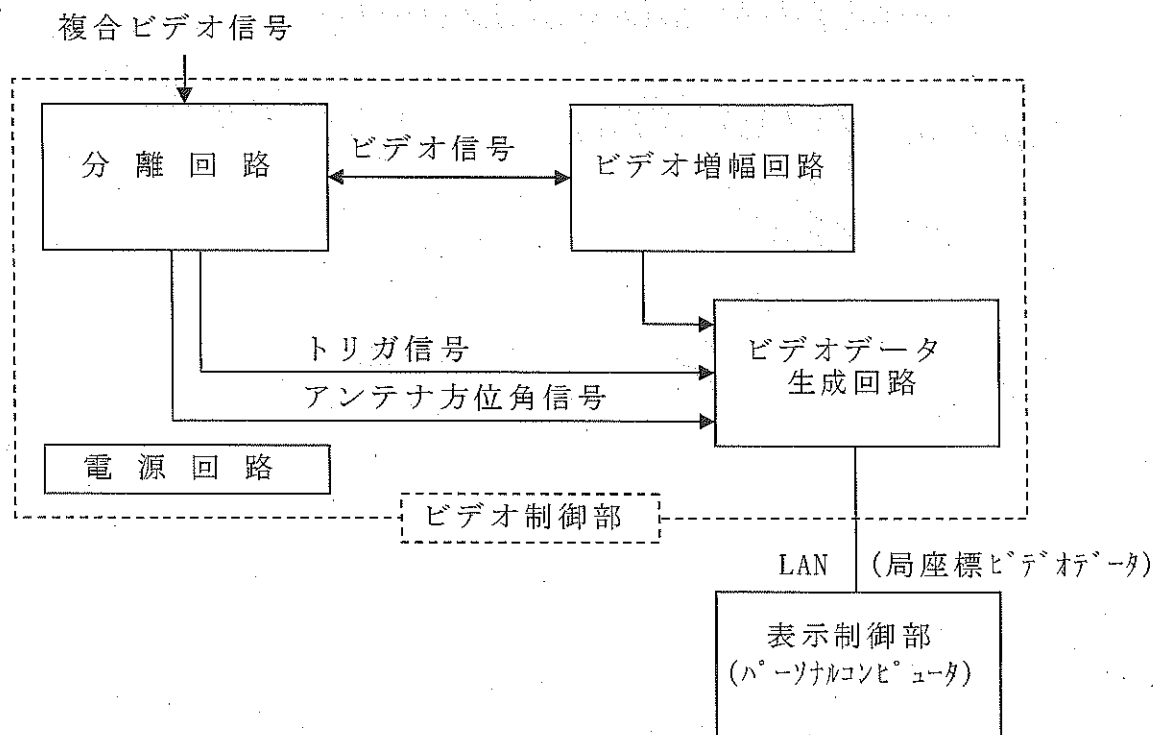 複合ビデオ信号
分離回路
ビデオ信号
ビデオ増幅回路
トリガ信号
アンテナ方位角信号
ビデオデータ
生成回路
電源回路
ビデオ制御部
LAN (局座標ビデオデータ)
表示制御部
(パーソナルコンピュータ)